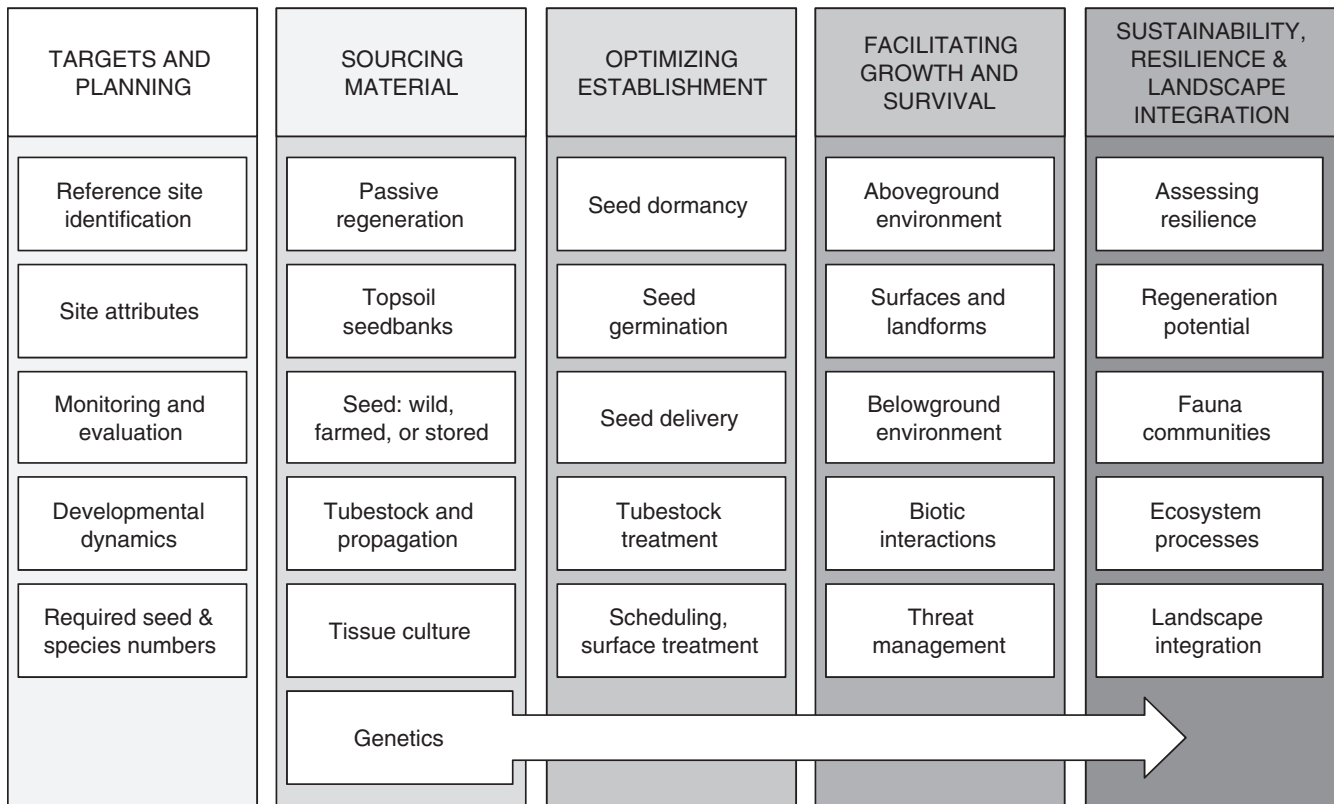 TARGETS AND
PLANNING
Reference site
identification
Site attributes
Monitoring and
evaluation
Developmental
dynamics
Required seed &
species numbers
SOURCING
MATERIAL
Passive
regeneration
Topsoil
seedbanks
Seed: wild,
farmed, or stored
Tubestock and
propagation
Tissue culture
Genetics
OPTIMIZING
ESTABLISHMENT
Seed dormancy
Seed
germination
Seed delivery
Tubestock
treatment
Scheduling,
surface treatment
FACILITATING
GROWTH AND
SURVIVAL
Aboveground
environment
Surfaces and
landforms
Belowground
environment
Biotic
interactions
Threat
management
SUSTAINABILITY,
RESILIENCE &
LANDSCAPE
INTEGRATION
Assessing
resilience
Regeneration
potential
Fauna
communities
Ecosystem
processes
Landscape
integration